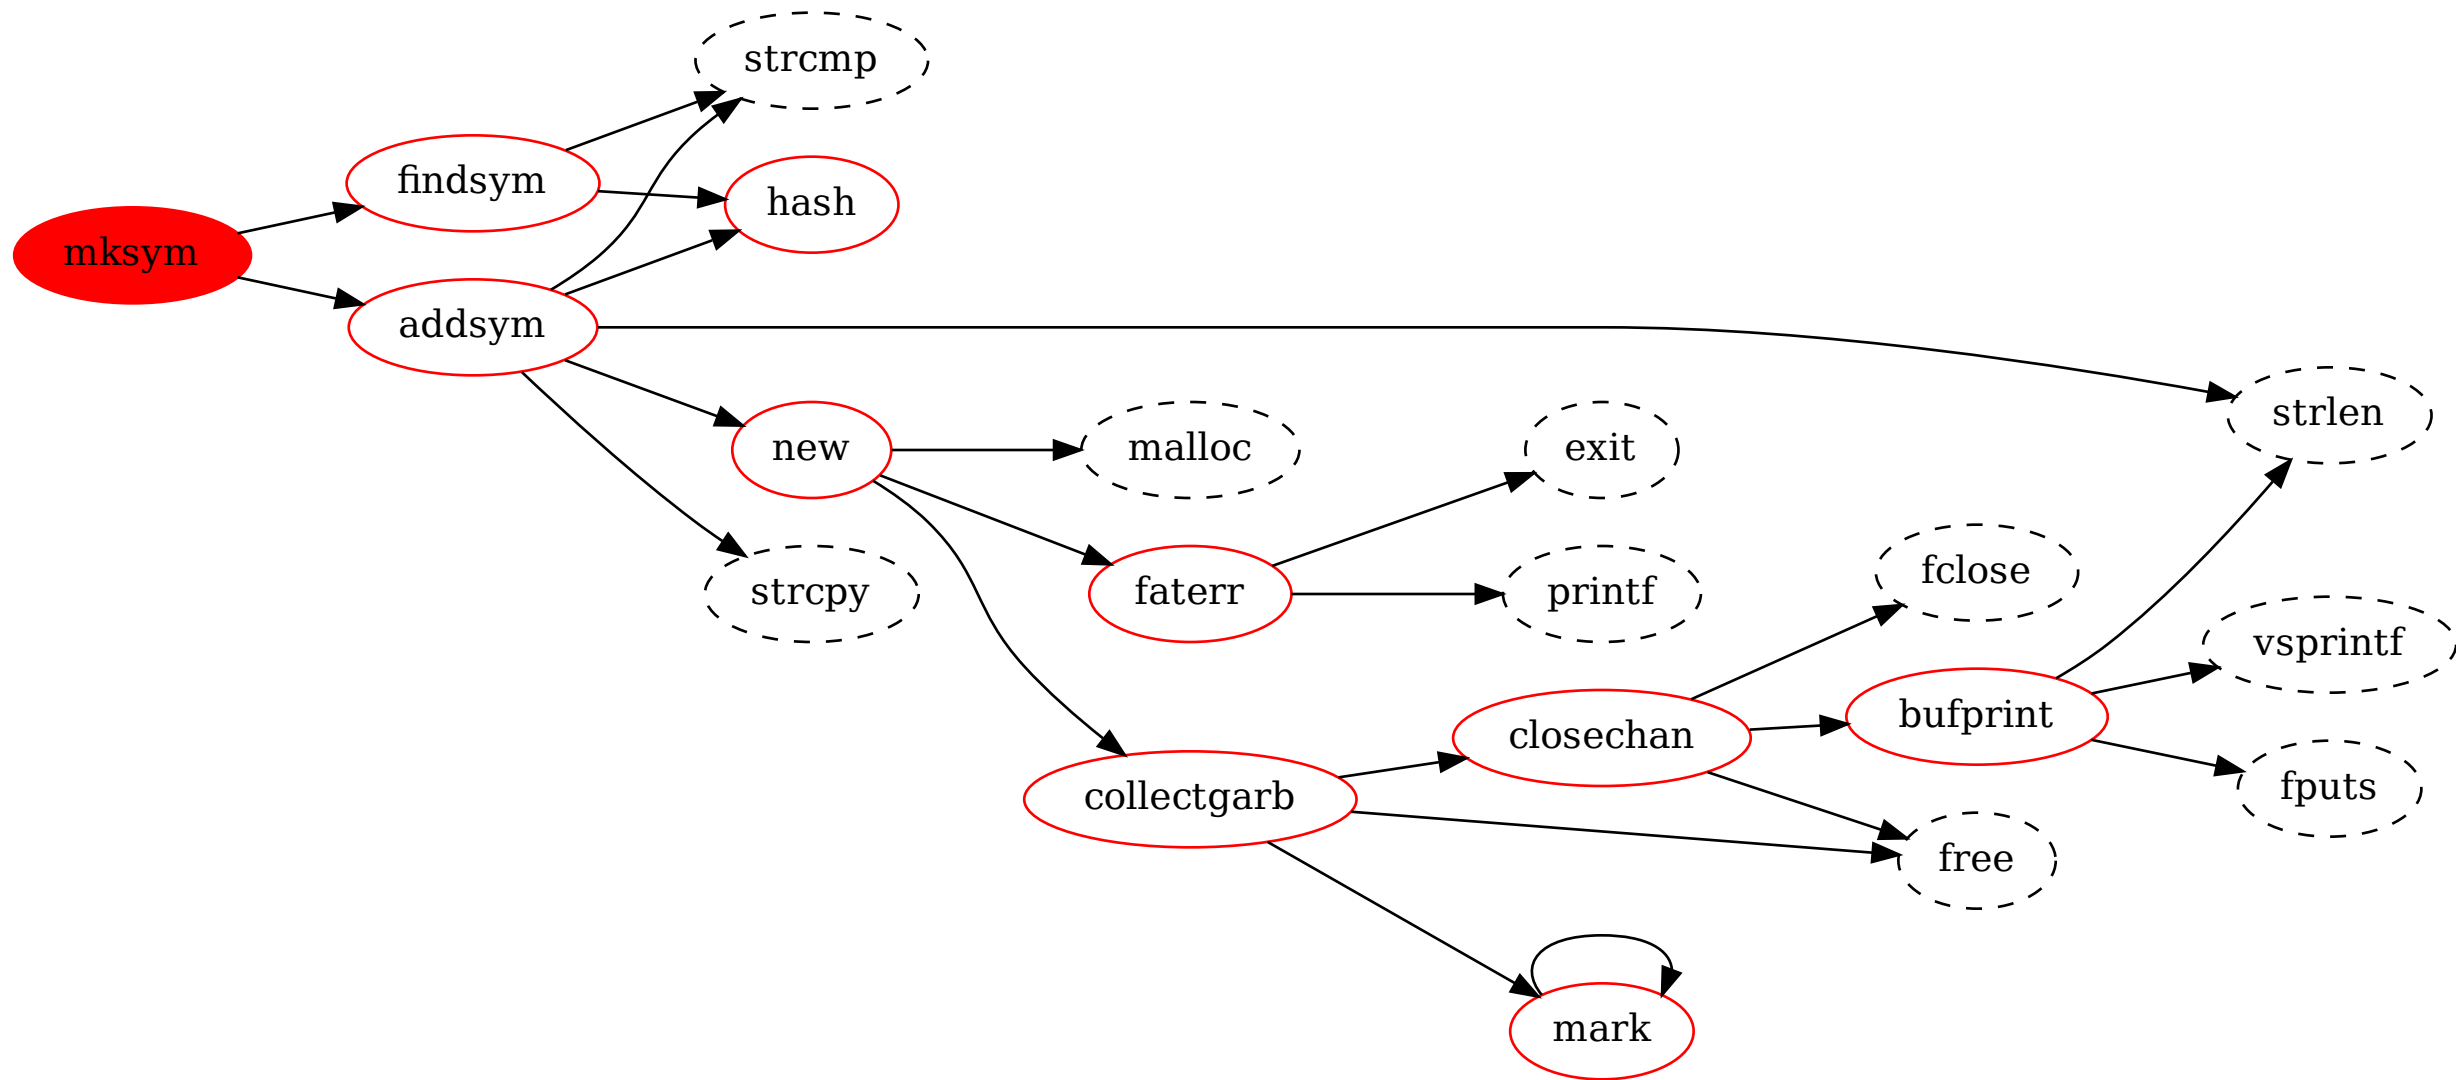 strcmp
findsym
hash
mksym
addsym
strlen
new
malloc
exit
fclose
strcpy
faterr
printf
vsprintf
closechan
bufprint
collectgarb
fputs
free
mark